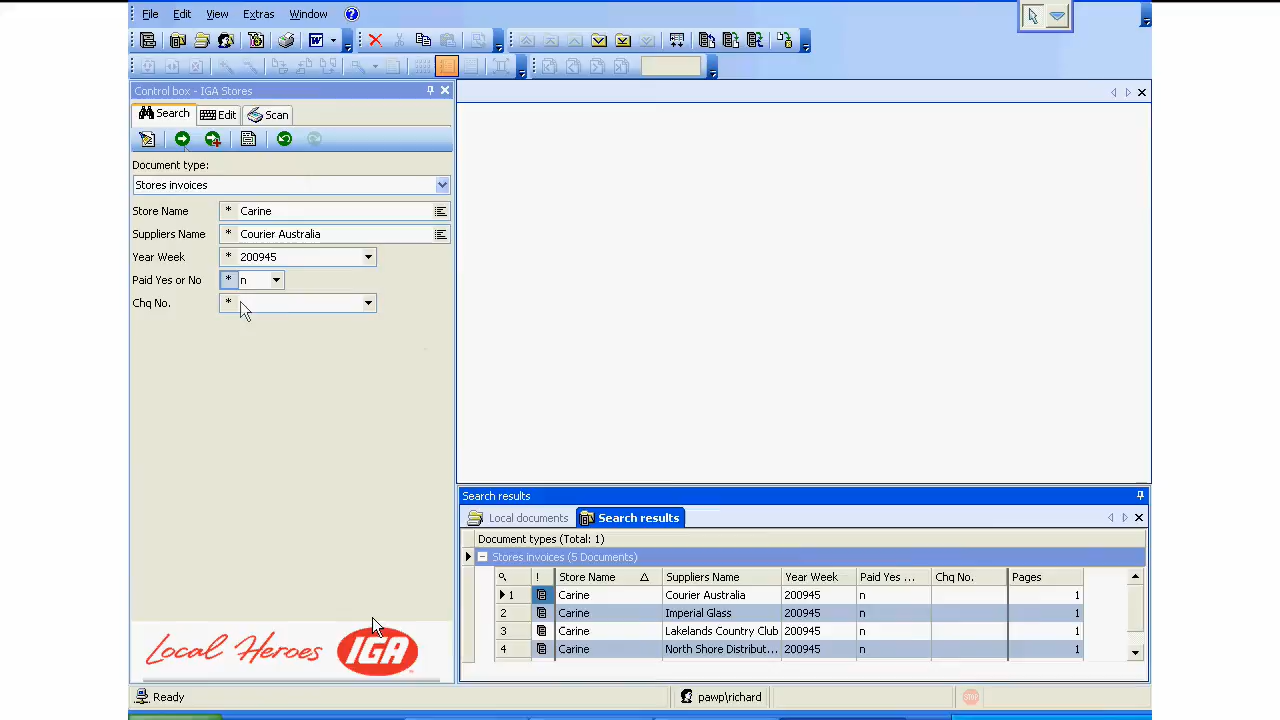 File Edit View Extras Window ?
W
Control box - IGA Stores
Search Edit Scan
Document type:
Stores invoices
Store Name * Carine
Suppliers Name * Courier Australia
Year Week * 200945
Paid Yes or No * n
Chq No. *
Local Heroes IGA
Search results
Local documents Search results
Document types (Total: 1)
Stores invoices (5 Documents)
! Store Name Suppliers Name Year Week Paid Yes ... Chq No. Pages
1 Carine Courier Australia 200945 n 1
2 Carine Imperial Glass 200945 n 1
3 Carine Lakelands Country Club 200945 n 1
4 Carine North Shore Distribut... 200945 n 1
Ready pawp\richard STOP